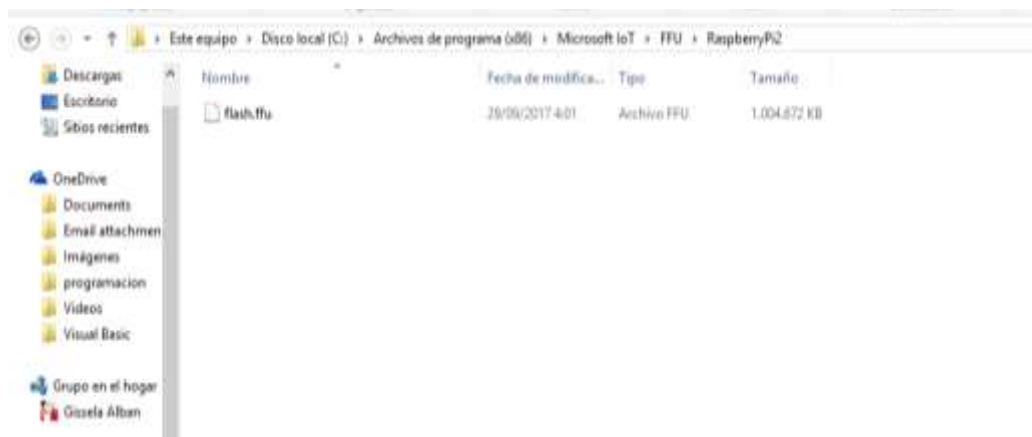 Este equipo › Disco local (C:) › Archivos de programa (x86) › Microsoft IoT › FFU › RaspberryPi2
Descargas
Escritorio
Sitios recientes
OneDrive
Documents
Email attachmen
Imágenes
programacion
Videos
Visual Basic
Grupo en el hogar
Gissela Alban
Nombre Fecha de modifica... Tipo Tamaño
flash.ffu 29/09/2017 4:01 Archivo FFU 1.004.672 KB